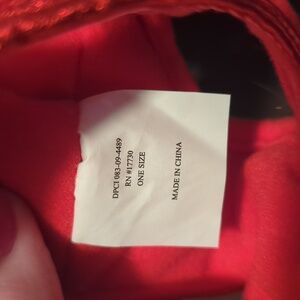 DPCI 083-09-4489
RN #17730
ONE SIZE
MADE IN CHINA